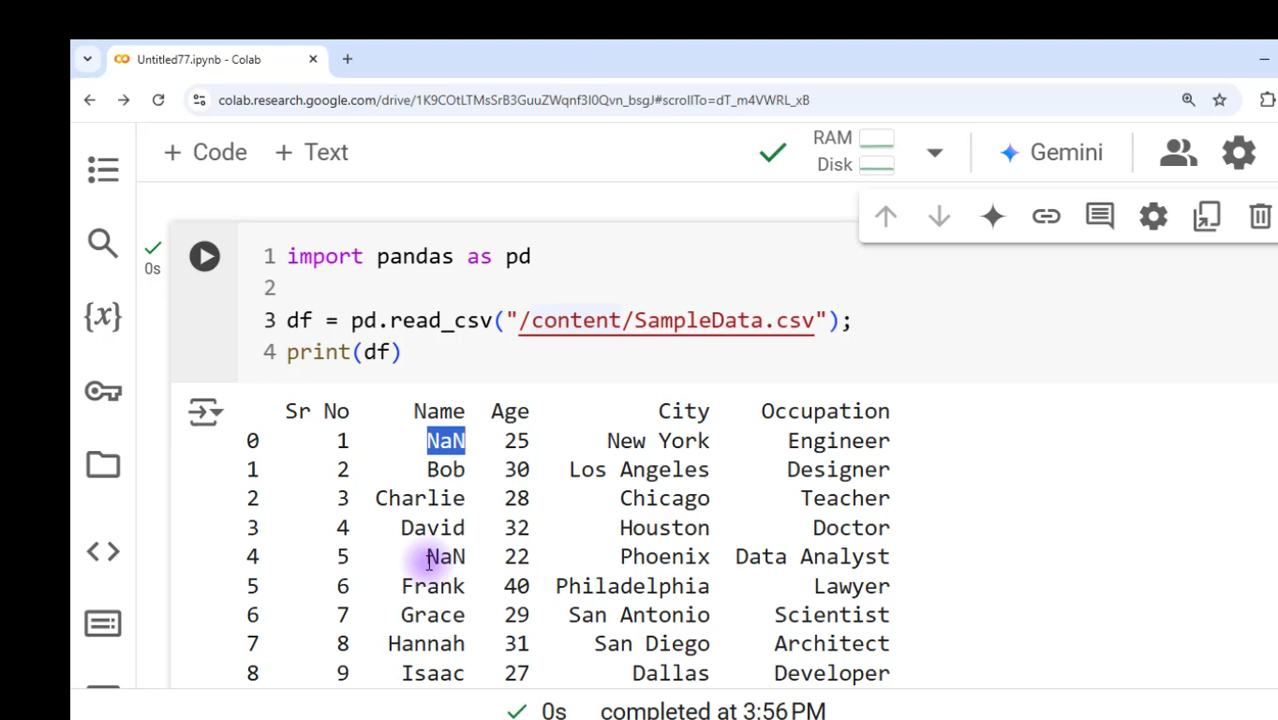 Untitled77.ipynb - Colab
colab.research.google.com/drive/1K9COtLTMsSrB3GuuZWqnf3I0Qvn_bsgJ#scrollTo=dT_m4VWRL_xB
+ Code + Text
RAM
Disk
Gemini
0s
1 import pandas as pd
2
3 df = pd.read_csv("/content/SampleData.csv");
4 print(df)
Sr No Name Age City Occupation
0 1 NaN 25 New York Engineer
1 2 Bob 30 Los Angeles Designer
2 3 Charlie 28 Chicago Teacher
3 4 David 32 Houston Doctor
4 5 NaN 22 Phoenix Data Analyst
5 6 Frank 40 Philadelphia Lawyer
6 7 Grace 29 San Antonio Scientist
7 8 Hannah 31 San Diego Architect
8 9 Isaac 27 Dallas Developer
0s completed at 3:56 PM